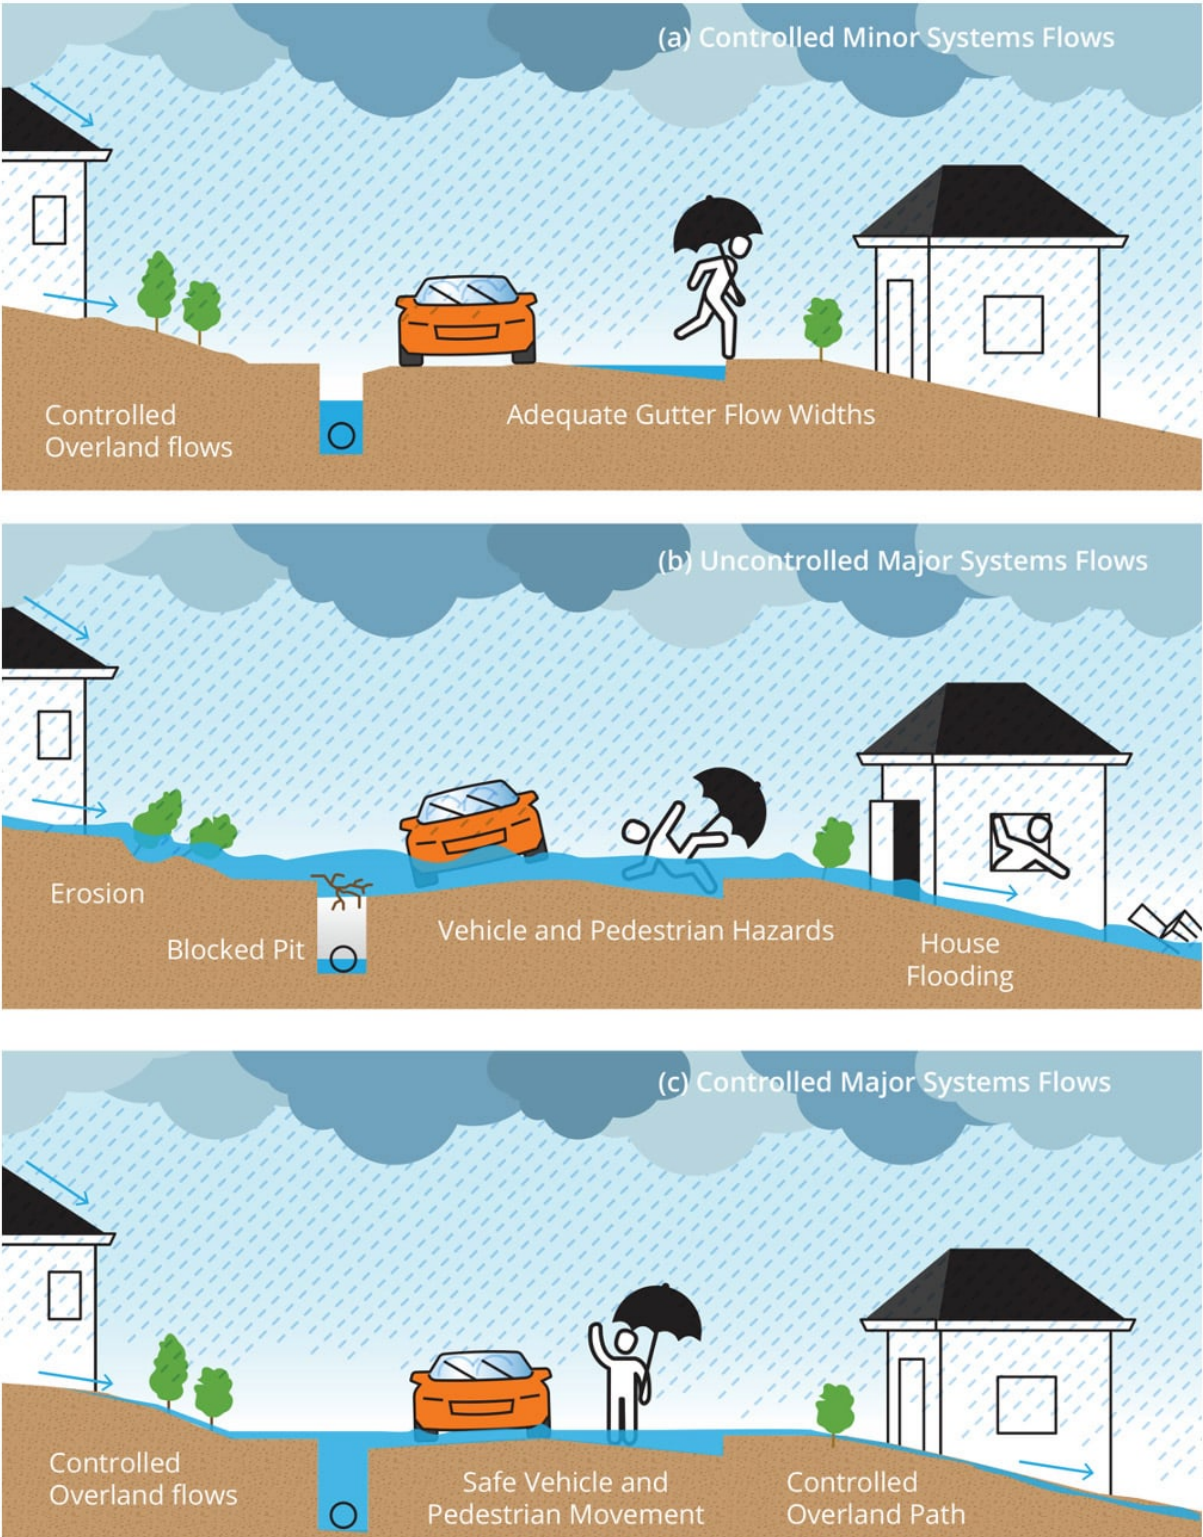 (a) Controlled Minor Systems Flows
Controlled
Overland flows
Adequate Gutter Flow Widths
(b) Uncontrolled Major Systems Flows
Erosion
Blocked Pit
Vehicle and Pedestrian Hazards
House
Flooding
(c) Controlled Major Systems Flows
Controlled
Overland flows
Safe Vehicle and
Pedestrian Movement
Controlled
Overland Path